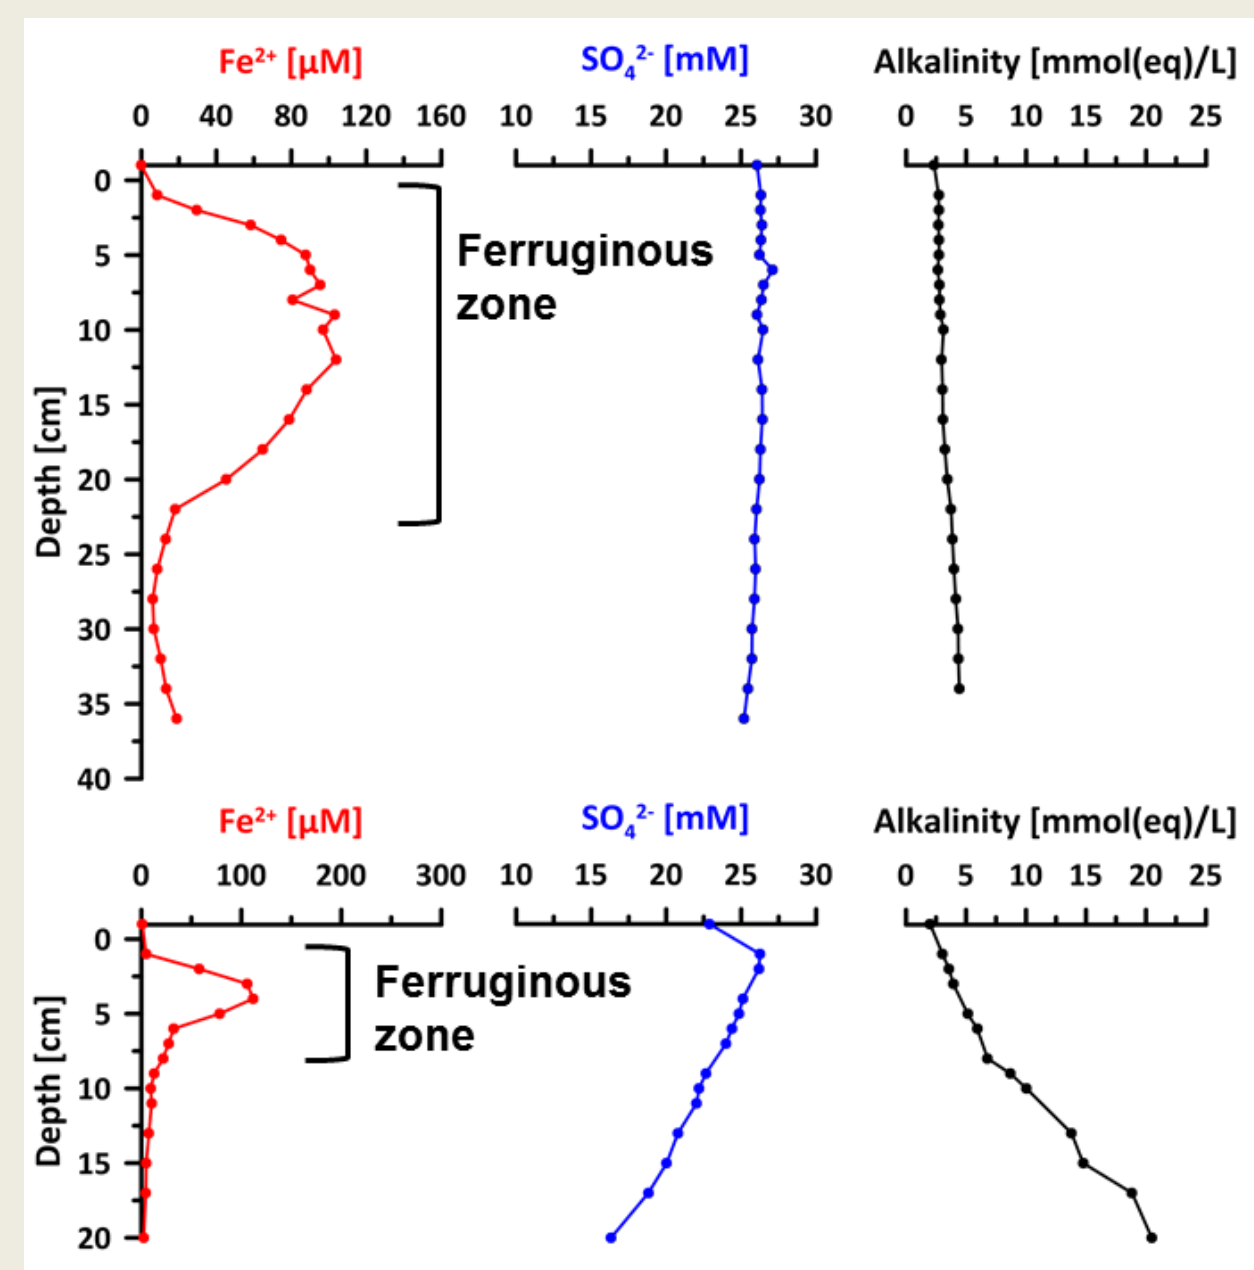 Fe²⁺ [µM] SO₄²⁻ [mM] Alkalinity [mmol(eq)/L]
0 40 80 120 160 10 15 20 25 30 0 5 10 15 20 25
0
5
10
15
20
25
30
35
40
Depth [cm]
Ferruginous
zone
Fe²⁺ [µM] SO₄²⁻ [mM] Alkalinity [mmol(eq)/L]
0 100 200 300 10 15 20 25 30 0 5 10 15 20 25
0
5
10
15
20
Depth [cm]
Ferruginous
zone